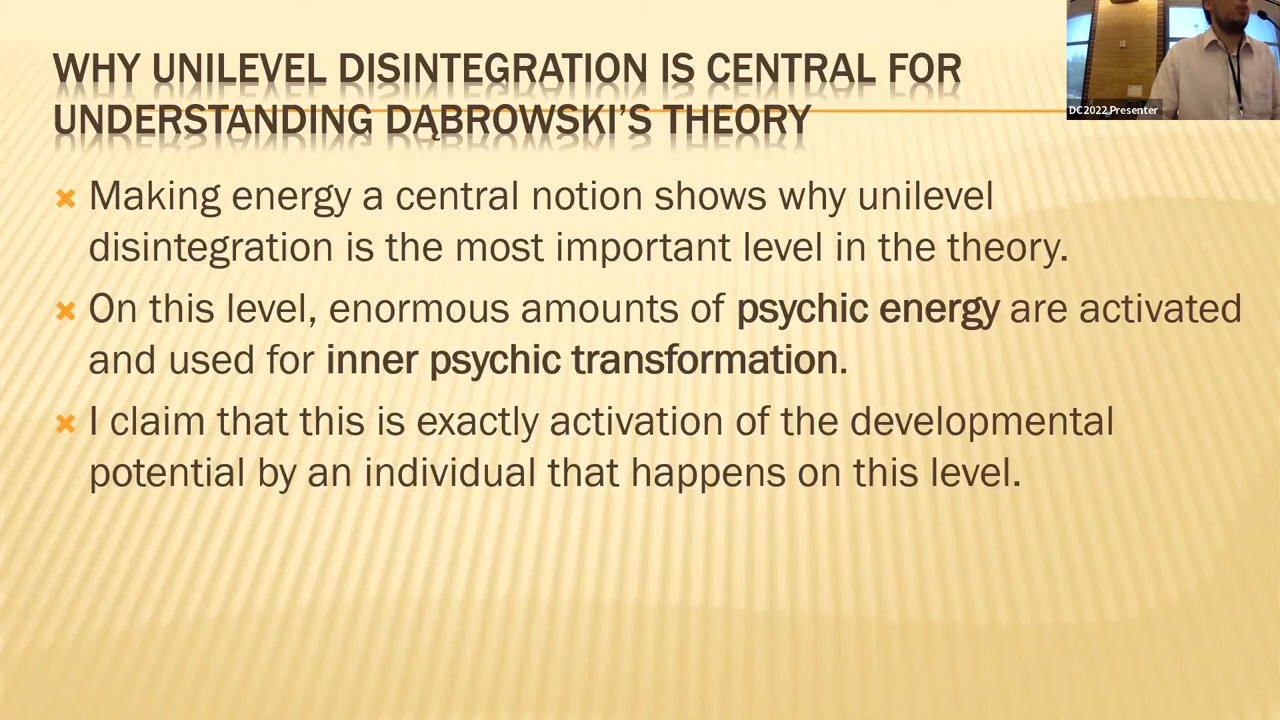 WHY UNILEVEL DISINTEGRATION IS CENTRAL FOR
UNDERSTANDING DĄBROWSKI'S THEORY
DC2022 Presenter
Making energy a central notion shows why unilevel
disintegration is the most important level in the theory.
On this level, enormous amounts of psychic energy are activated
and used for inner psychic transformation.
I claim that this is exactly activation of the developmental
potential by an individual that happens on this level.